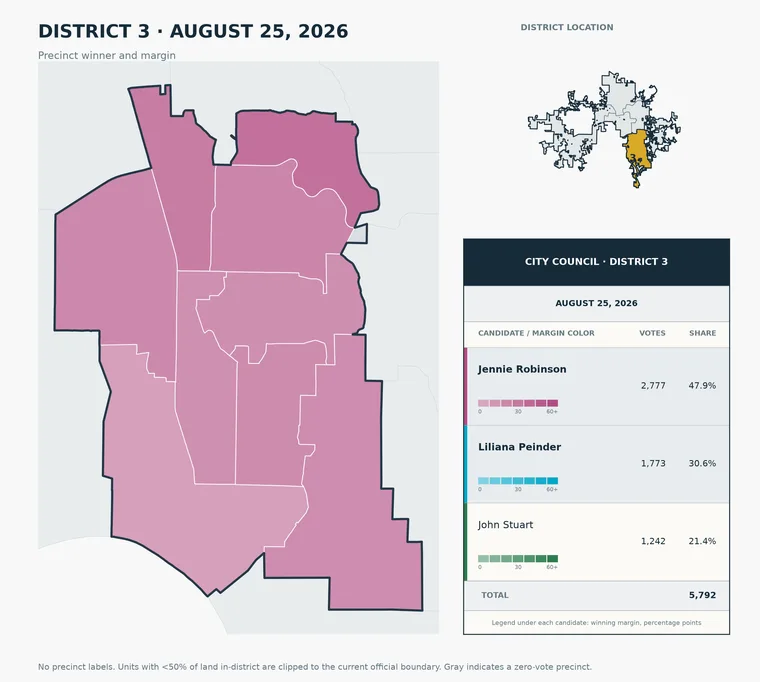 DISTRICT 3 · AUGUST 25, 2026
Precinct winner and margin
DISTRICT LOCATION
3
CITY COUNCIL · DISTRICT 3
AUGUST 25, 2026
CANDIDATE / MARGIN COLOR VOTES SHARE
Jennie Robinson
2,777 47.9%
0 30 60+
Liliana Peinder
1,773 30.6%
0 30 60+
John Stuart
1,242 21.4%
0 30 60+
TOTAL 5,792
Legend under each candidate: winning margin, percentage points
No precinct labels. Units with <50% of land in-district are clipped to the current official boundary. Gray indicates a zero-vote precinct.